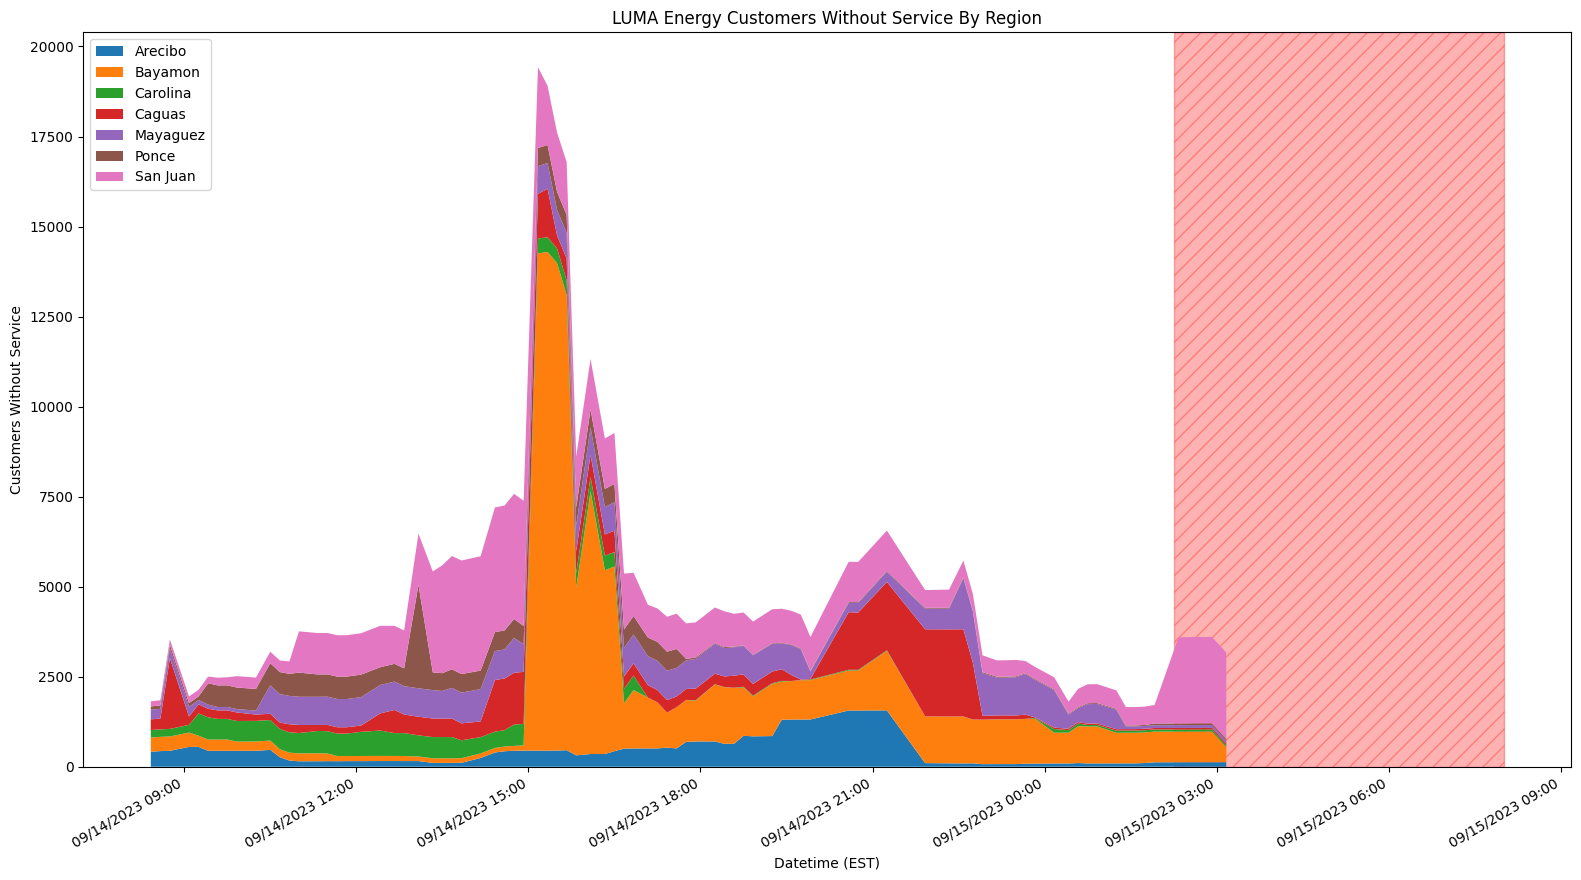 LUMA Energy Customers Without Service By Region
Arecibo
Bayamon
Carolina
Caguas
Mayaguez
Ponce
San Juan
20000
17500
15000
12500
10000
7500
5000
2500
0
Customers Without Service
09/14/2023 09:00
09/14/2023 12:00
09/14/2023 15:00
09/14/2023 18:00
09/14/2023 21:00
09/15/2023 00:00
09/15/2023 03:00
09/15/2023 06:00
09/15/2023 09:00
Datetime (EST)